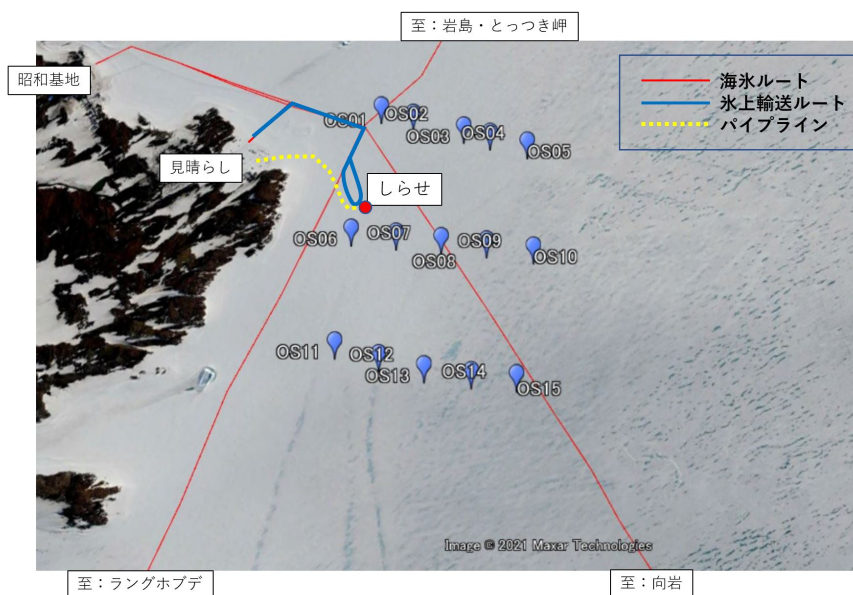 至：岩島・とっつき岬
昭和基地
海氷ルート
氷上輸送ルート
パイプライン
OS01
OS02
OS03
OS04
OS05
見晴らし
しらせ
OS06
OS07
OS08
OS09
OS10
OS11
OS12
OS13
OS14
OS15
Image © 2021 Maxar Technologies
至：ラングホブデ
至：向岩